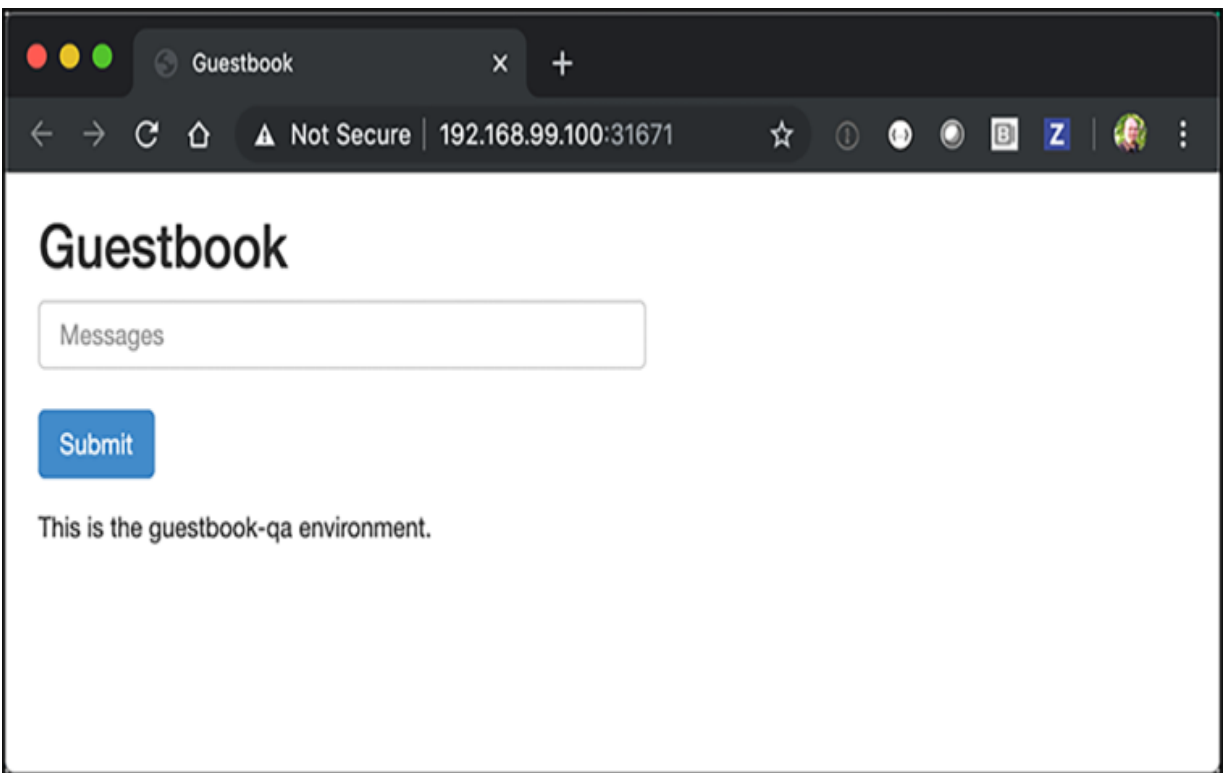 Guestbook
Not Secure | 192.168.99.100:31671
B Z
Guestbook
Messages
Submit
This is the guestbook-qa environment.